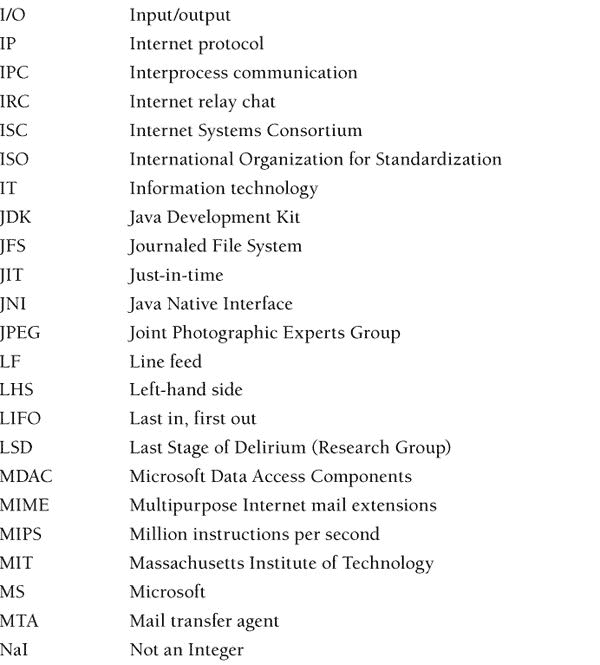 I/O Input/output
IP Internet protocol
IPC Interprocess communication
IRC Internet relay chat
ISC Internet Systems Consortium
ISO International Organization for Standardization
IT Information technology
JDK Java Development Kit
JFS Journaled File System
JIT Just-in-time
JNI Java Native Interface
JPEG Joint Photographic Experts Group
LF Line feed
LHS Left-hand side
LIFO Last in, first out
LSD Last Stage of Delirium (Research Group)
MDAC Microsoft Data Access Components
MIME Multipurpose Internet mail extensions
MIPS Million instructions per second
MIT Massachusetts Institute of Technology
MS Microsoft
MTA Mail transfer agent
NaI Not an Integer